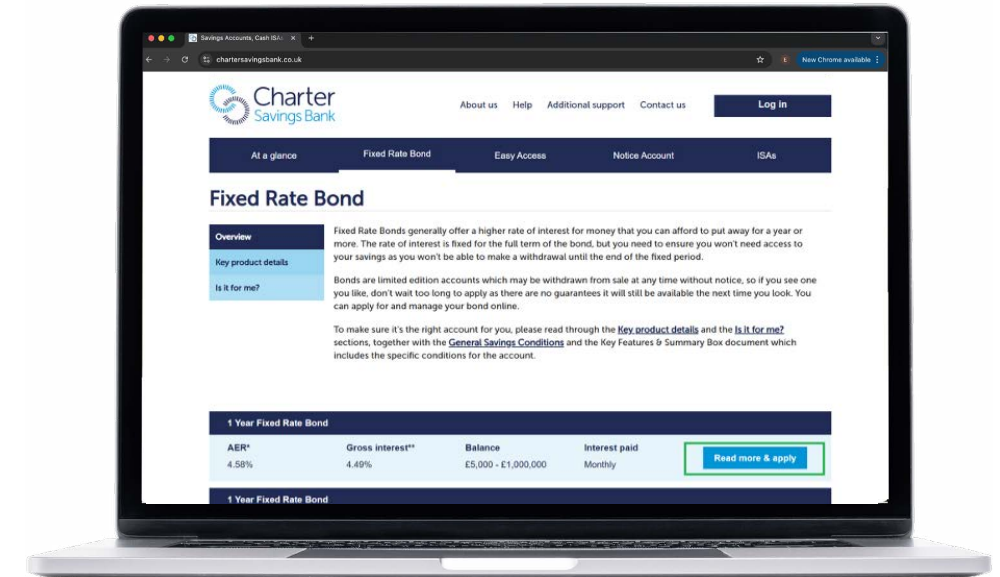 Savings Accounts, Cash ISA
chartersavingsbank.co.uk
New Chrome available
Charter
Savings Bank
About us Help Additional support Contact us Log in
At a glance Fixed Rate Bond Easy Access Notice Account ISAs
Fixed Rate Bond
Overview
Key product details
Is it for me?
Fixed Rate Bonds generally offer a higher rate of interest for money that you can afford to put away for a year or
more. The rate of interest is fixed for the full term of the bond, but you need to ensure you won't need access to
your savings as you won't be able to make a withdrawal until the end of the fixed period.
Bonds are limited edition accounts which may be withdrawn from sale at any time without notice, so if you see one
you like, don't wait too long to apply as there are no guarantees it will still be available the next time you look. You
can apply for and manage your bond online.
To make sure it's the right account for you, please read through the Key product details and the Is it for me?
sections, together with the General Savings Conditions and the Key Features & Summary Box document which
includes the specific conditions for the account.
1 Year Fixed Rate Bond
AER* Gross interest** Balance Interest paid
4.58% 4.49% £5,000 - £1,000,000 Monthly
Read more & apply
1 Year Fixed Rate Bond